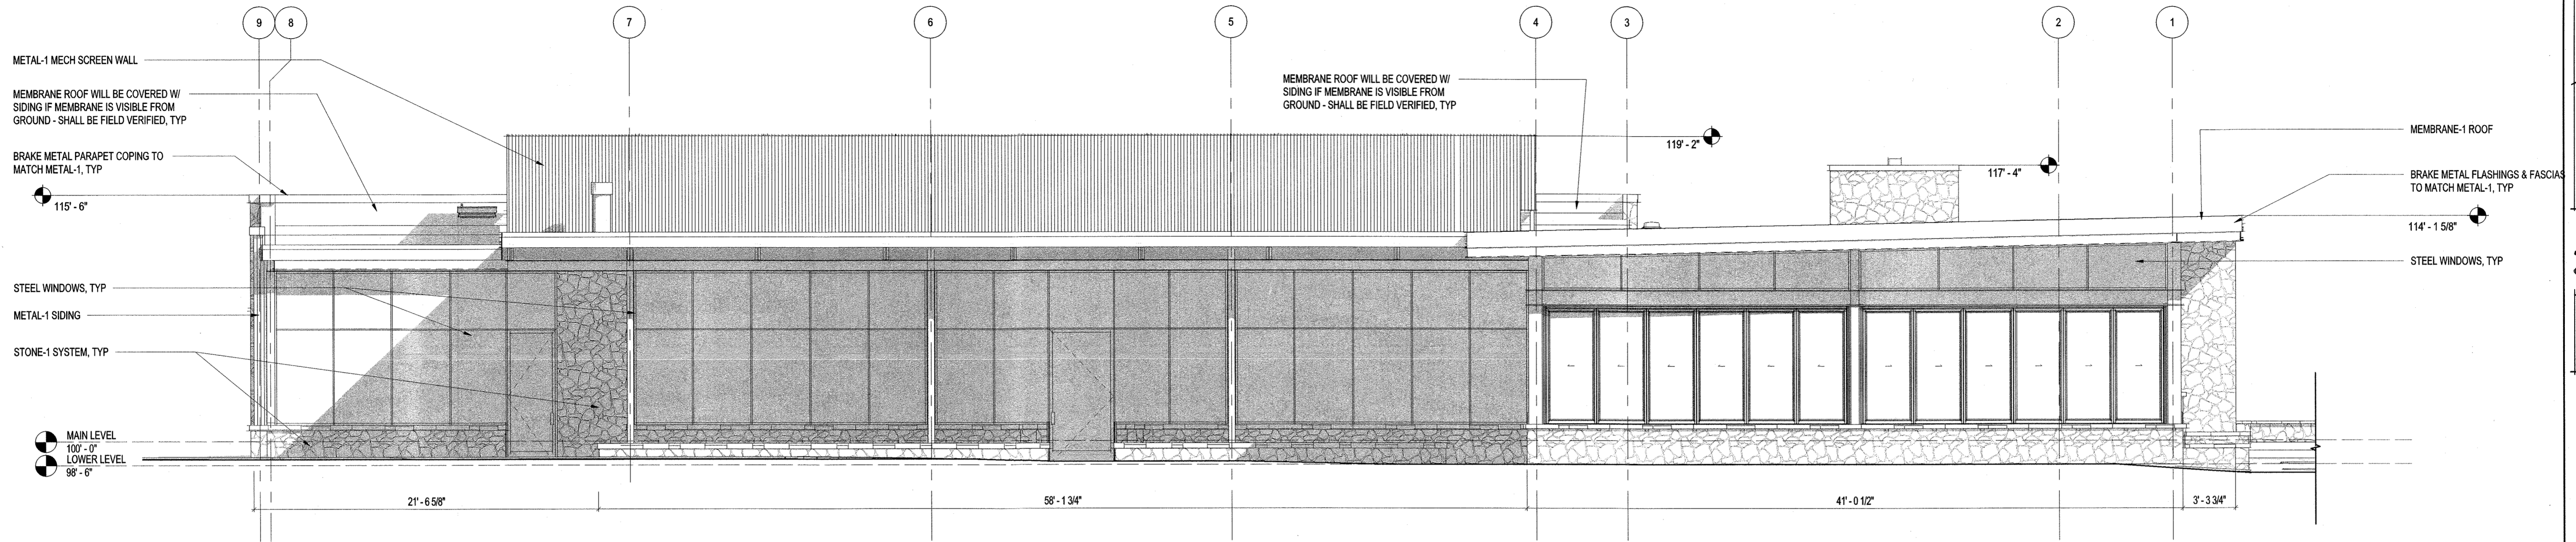 9
8
7
6
5
4
3
2
1
METAL-1 MECH SCREEN WALL
MEMBRANE ROOF WILL BE COVERED W/
SIDING IF MEMBRANE IS VISIBLE FROM
GROUND - SHALL BE FIELD VERIFIED, TYP
BRAKE METAL PARAPET COPING TO
MATCH METAL-1, TYP
115' - 6"
STEEL WINDOWS, TYP
METAL-1 SIDING
STONE-1 SYSTEM, TYP
MAIN LEVEL
100' - 0"
LOWER LEVEL
98' - 6"
MEMBRANE ROOF WILL BE COVERED W/
SIDING IF MEMBRANE IS VISIBLE FROM
GROUND - SHALL BE FIELD VERIFIED, TYP
119' - 2"
117' - 4"
MEMBRANE-1 ROOF
BRAKE METAL FLASHINGS & FASCIAS
TO MATCH METAL-1, TYP
114' - 1 5/8"
STEEL WINDOWS, TYP
21' - 6 5/8"
58' - 1 3/4"
41' - 0 1/2"
3' - 3 3/4"